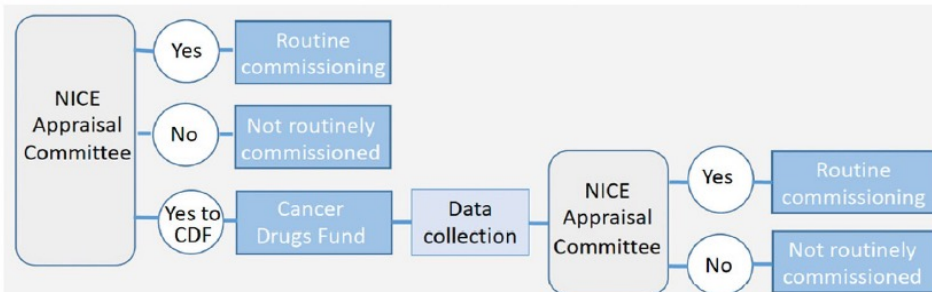 NICE
Appraisal
Committee
Yes
Routine
commissioning
No
Not routinely
commissioned
Yes to
CDF
Cancer
Drugs Fund
Data
collection
NICE
Appraisal
Committee
Yes
Routine
commissioning
No
Not routinely
commissioned